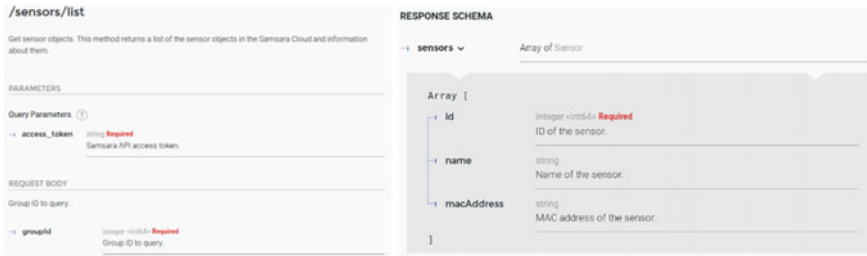 /sensors/list
Get sensor objects. This method returns a list of the sensor objects in the Samsara Cloud and information
about them.
PARAMETERS
Query Parameters ?
access_token string Required
Samsara API access token.
REQUEST BODY
Group ID to query.
groupId integer <int64> Required
Group ID to query.
RESPONSE SCHEMA
sensors Array of Sensor
Array [
id integer <int64> Required
ID of the sensor.
name string
Name of the sensor.
macAddress string
MAC address of the sensor.
]